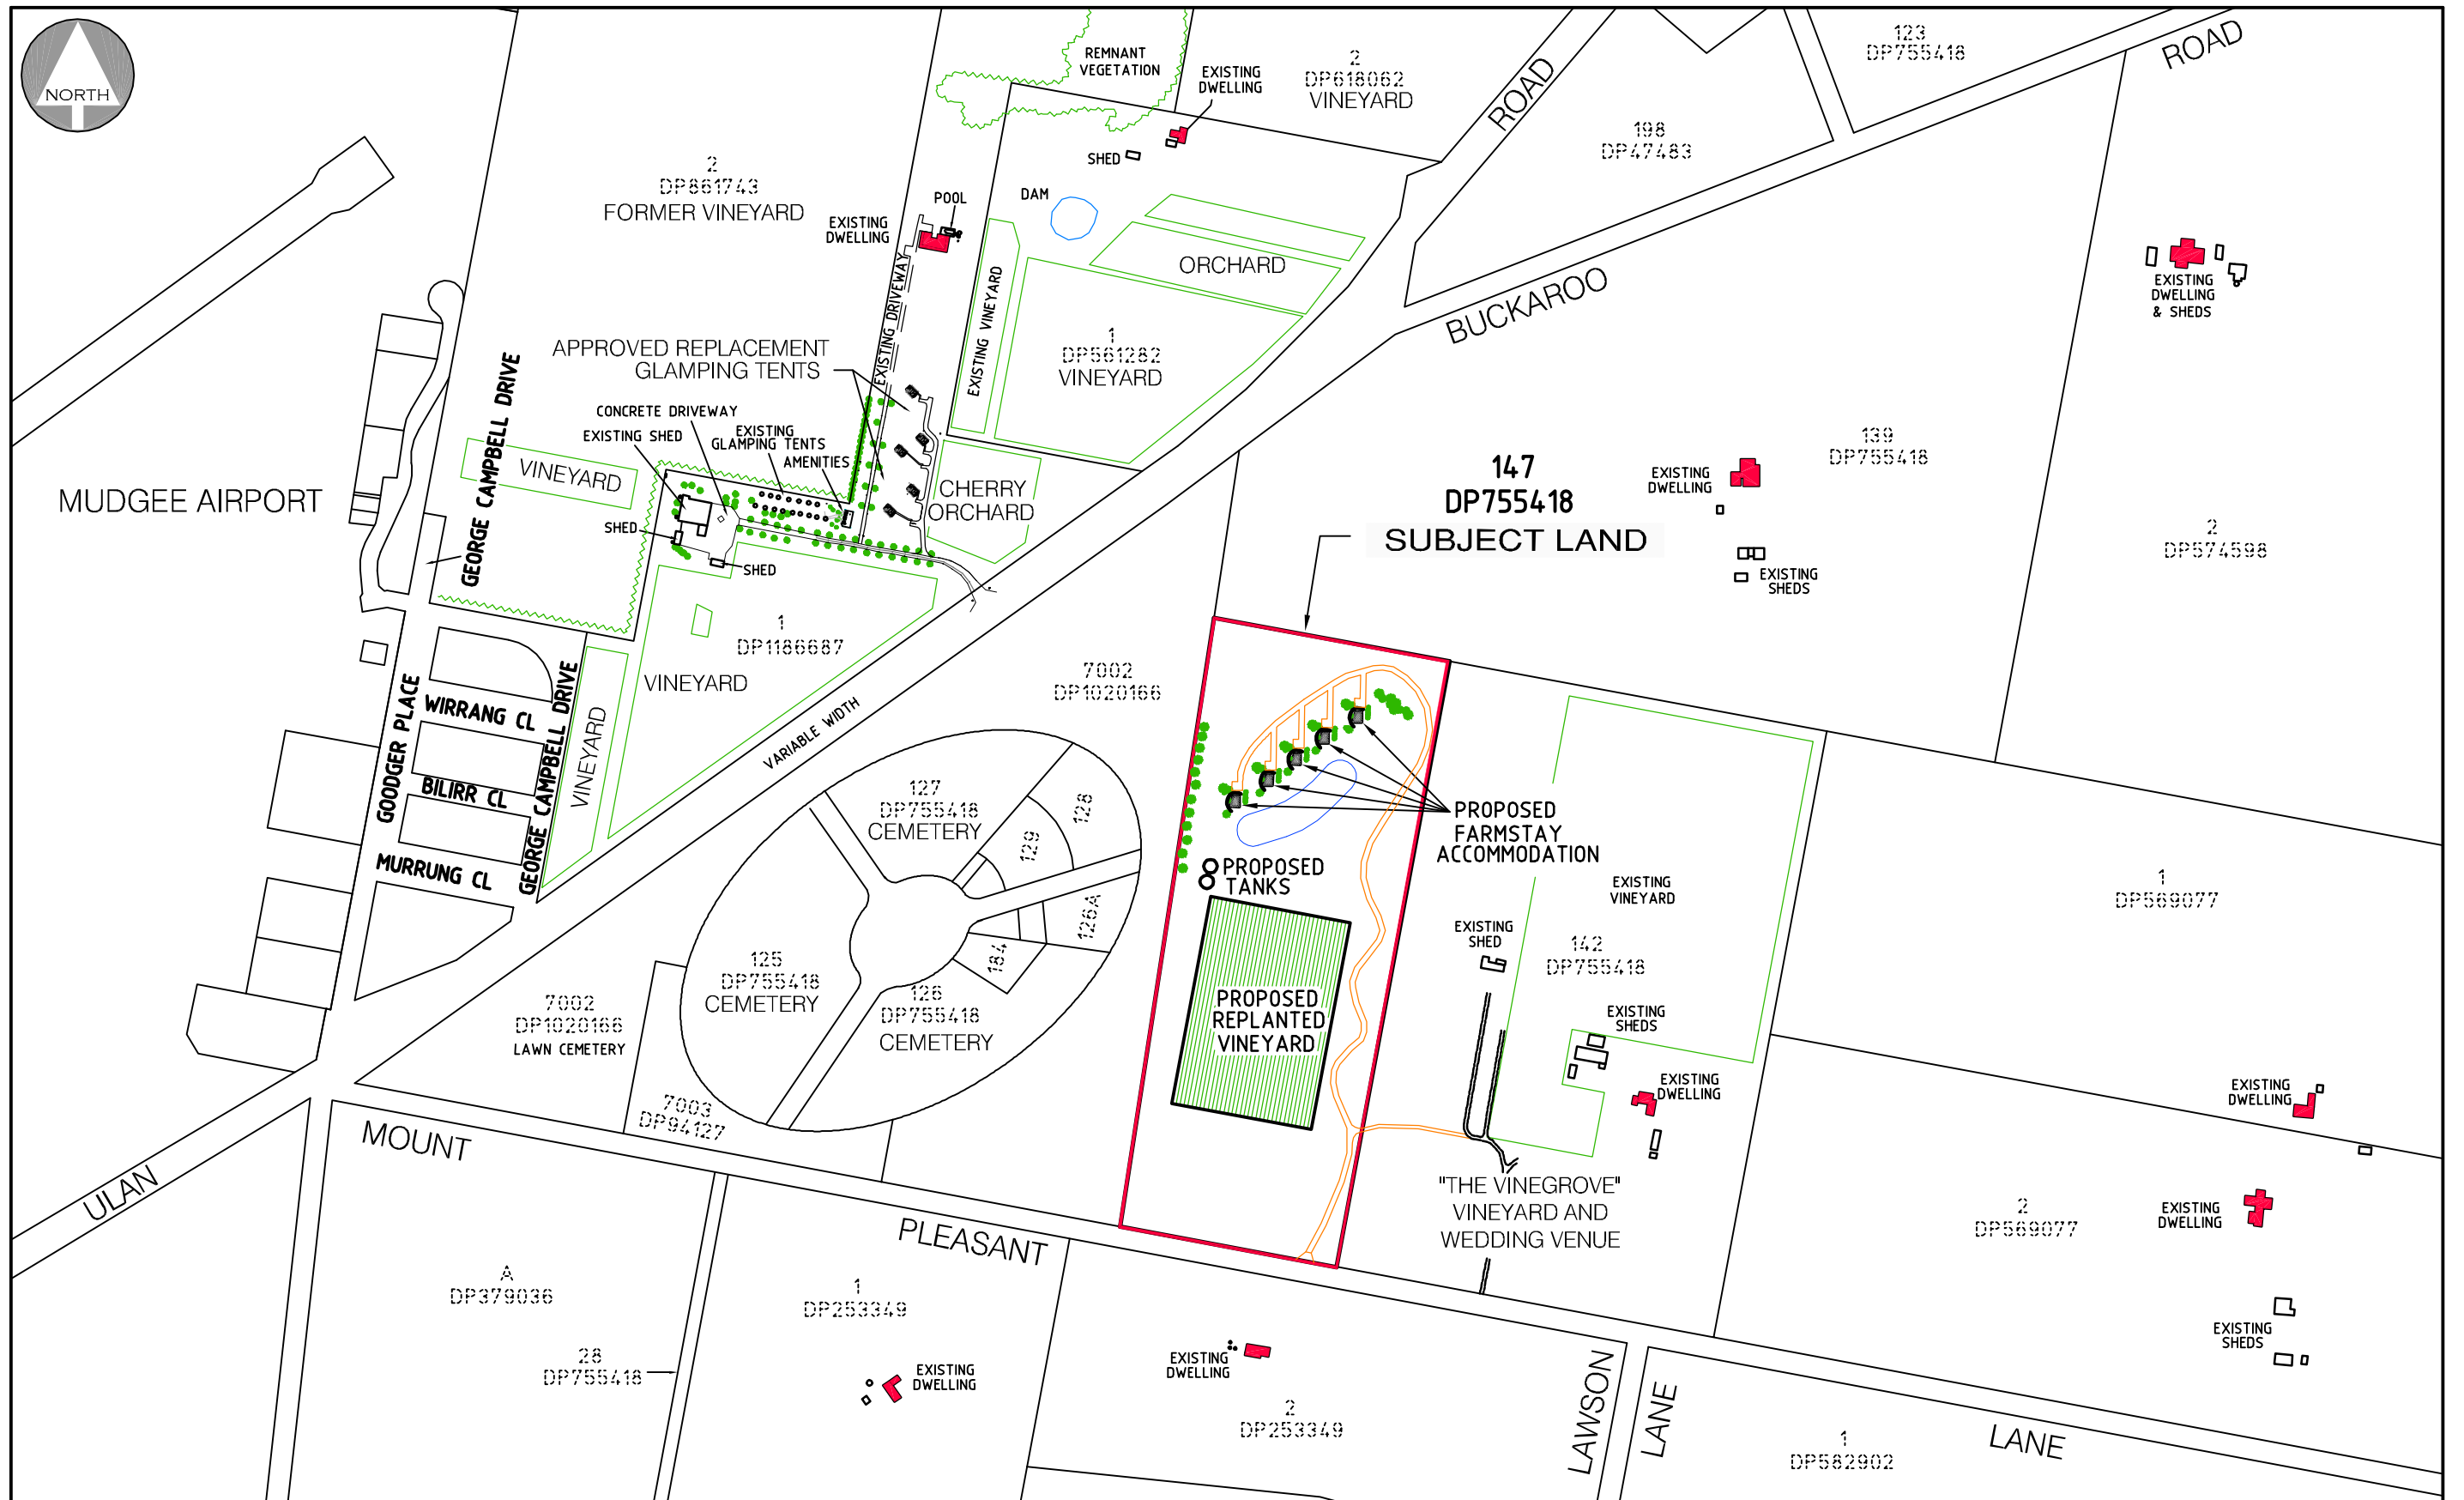 NORTH
REMNANT
VEGETATION
EXISTING
DWELLING
2
DP618062
VINEYARD
ROAD
123
DP755418
ROAD
198
DP47483
SHED
2
DP861743
FORMER VINEYARD
EXISTING
DWELLING
POOL
DAM
ORCHARD
EXISTING DRIVEWAY
EXISTING VINEYARD
BUCKAROO
EXISTING
DWELLING
& SHEDS
1
DP561282
VINEYARD
APPROVED REPLACEMENT
GLAMPING TENTS
GEORGE CAMPBELL DRIVE
CONCRETE DRIVEWAY
EXISTING SHED
EXISTING
GLAMPING TENTS
AMENITIES
VINEYARD
MUDGEE AIRPORT
CHERRY
ORCHARD
SHED
SHED
147
DP755418
SUBJECT LAND
EXISTING
DWELLING
139
DP755418
2
DP574598
EXISTING
SHEDS
1
DP1186687
VINEYARD
7002
DP1020166
GOODGER PLACE
WIRRANG CL
GEORGE CAMPBELL DRIVE
VINEYARD
BILIRR CL
MURRUNG CL
VARIABLE WIDTH
127
DP755418
CEMETERY
128
129
126A
184
125
DP755418
CEMETERY
126
DP755418
CEMETERY
PROPOSED
FARMSTAY
ACCOMMODATION
PROPOSED
TANKS
EXISTING
VINEYARD
EXISTING
SHED
142
DP755418
1
DP569077
PROPOSED
REPLANTED
VINEYARD
EXISTING
SHEDS
7002
DP1020166
LAWN CEMETERY
7003
DP94127
EXISTING
DWELLING
EXISTING
DWELLING
MOUNT
ULAN
PLEASANT
"THE VINEGROVE"
VINEYARD AND
WEDDING VENUE
2
DP569077
EXISTING
DWELLING
A
DP379036
1
DP253349
28
DP755418
EXISTING
DWELLING
EXISTING
DWELLING
2
DP253349
EXISTING
SHEDS
LAWSON
LANE
LANE
1
DP582902